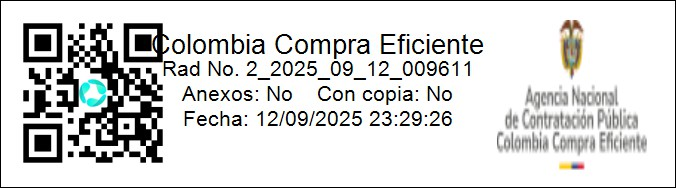 Colombia Compra Eficiente
Rad No. 2_2025_09_12_009611
Anexos: No    Con copia: No
Fecha: 12/09/2025 23:29:26
Agencia Nacional
de Contratación Pública
Colombia Compra Eficiente